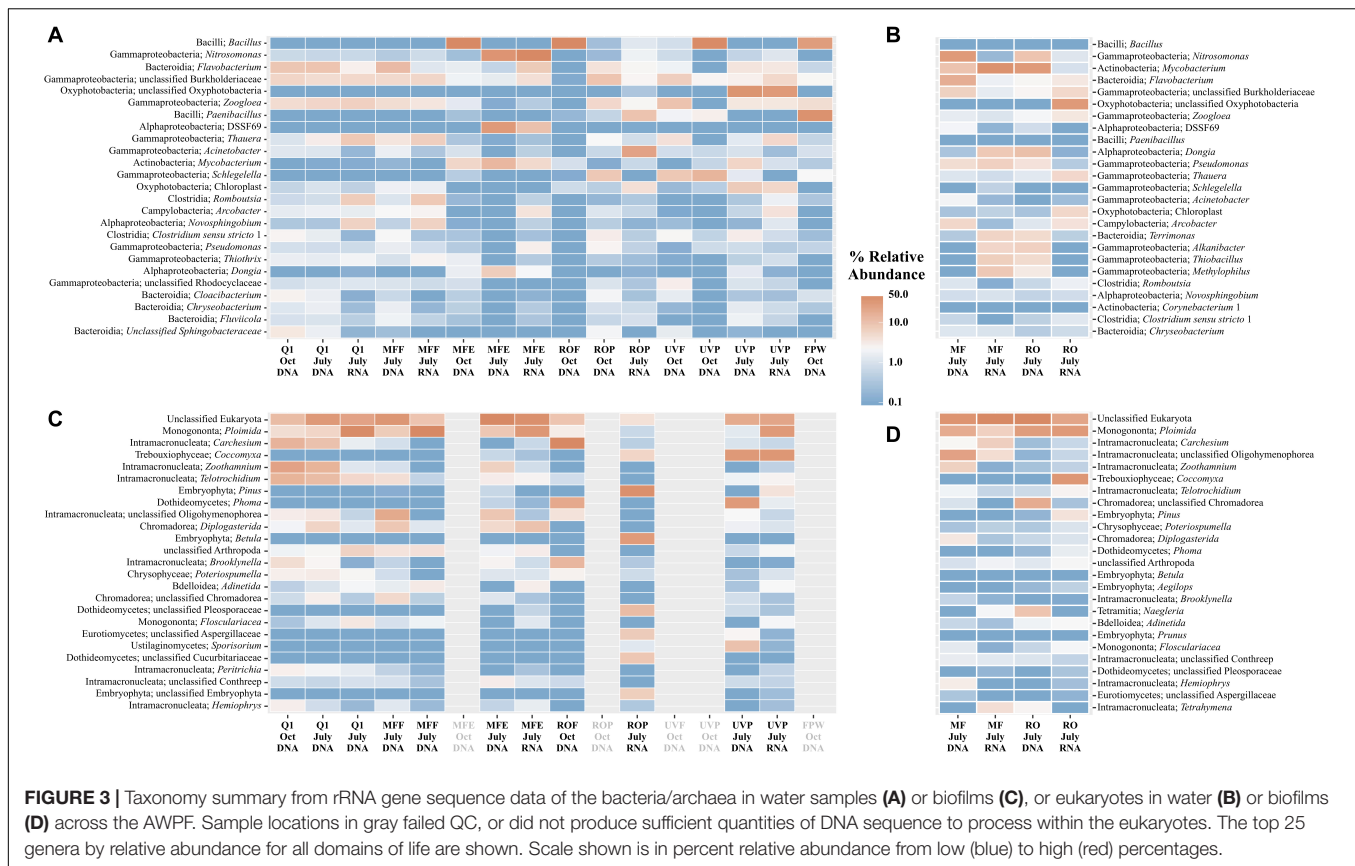 A
Bacilli; Bacillus
Gammaproteobacteria; Nitrosomonas
Bacteroidia; Flavobacterium
Gammaproteobacteria; unclassified Burkholderiaceae
Oxyphotobacteria; unclassified Oxyphotobacteria
Gammaproteobacteria; Zoogloea
Bacilli; Paenibacillus
Alphaproteobacteria; DSSF69
Gammaproteobacteria; Thauera
Gammaproteobacteria; Acinetobacter
Actinobacteria; Mycobacterium
Gammaproteobacteria; Schlegelella
Oxyphotobacteria; Chloroplast
Clostridia; Romboutsia
Campylobacteria; Arcobacter
Alphaproteobacteria; Novosphingobium
Clostridia; Clostridium sensu stricto 1
Gammaproteobacteria; Pseudomonas
Gammaproteobacteria; Thiothrix
Alphaproteobacteria; Dongia
Gammaproteobacteria; unclassified Rhodocyclaceae
Bacteroidia; Cloacibacterium
Bacteroidia; Chryseobacterium
Bacteroidia; Fluviicola
Bacteroidia; Unclassified Sphingobacteraceae
Q1 Q1 Q1 MFF MFF MFE MFE MFE ROF ROP ROP UVF UVP UVP UVP FPW
Oct July July July July Oct July July Oct Oct July Oct Oct July July Oct
DNA DNA RNA DNA RNA DNA DNA RNA DNA DNA RNA DNA DNA DNA RNA DNA
% Relative
Abundance
50.0
10.0
1.0
0.1
B
Bacilli; Bacillus
Gammaproteobacteria; Nitrosomonas
Actinobacteria; Mycobacterium
Bacteroidia; Flavobacterium
Gammaproteobacteria; unclassified Burkholderiaceae
Oxyphotobacteria; unclassified Oxyphotobacteria
Gammaproteobacteria; Zoogloea
Alphaproteobacteria; DSSF69
Bacilli; Paenibacillus
Alphaproteobacteria; Dongia
Gammaproteobacteria; Pseudomonas
Gammaproteobacteria; Thauera
Gammaproteobacteria; Schlegelella
Gammaproteobacteria; Acinetobacter
Oxyphotobacteria; Chloroplast
Campylobacteria; Arcobacter
Bacteroidia; Terrimonas
Gammaproteobacteria; Alkanibacter
Gammaproteobacteria; Thiobacillus
Gammaproteobacteria; Methylophilus
Clostridia; Romboutsia
Alphaproteobacteria; Novosphingobium
Actinobacteria; Corynebacterium 1
Clostridia; Clostridium sensu stricto 1
Bacteroidia; Chryseobacterium
MF MF RO RO
July July July July
DNA RNA DNA RNA
C
Unclassified Eukaryota
Monogononta; Ploimida
Intramacronucleata; Carchesium
Trebouxiophyceae; Coccomyxa
Intramacronucleata; Zoothamnium
Intramacronucleata; Telotrochidium
Embryophyta; Pinus
Dothideomycetes; Phoma
Intramacronucleata; unclassified Oligohymenophorea
Chromadorea; Diplogasterida
Embryophyta; Betula
unclassified Arthropoda
Intramacronucleata; Brooklynella
Chrysophyceae; Poteriospumella
Bdelloidea; Adinetida
Chromadorea; unclassified Chromadorea
Dothideomycetes; unclassified Pleosporaceae
Monogononta; Flosculariacea
Eurotiomycetes; unclassified Aspergillaceae
Ustilaginomycetes; Sporisorium
Dothideomycetes; unclassified Cucurbitariaceae
Intramacronucleata; Peritrichia
Intramacronucleata; unclassified Conthreep
Embryophyta; unclassified Embryophyta
Intramacronucleata; Hemiophrys
Q1 Q1 Q1 MFF MFF MFE MFE MFE ROF ROP ROP UVF UVP UVP UVP FPW
Oct July July July July Oct July July Oct Oct July Oct Oct July July Oct
DNA DNA RNA DNA RNA DNA DNA RNA DNA DNA RNA DNA DNA DNA RNA DNA
D
Unclassified Eukaryota
Monogononta; Ploimida
Intramacronucleata; Carchesium
Intramacronucleata; unclassified Oligohymenophorea
Intramacronucleata; Zoothamnium
Trebouxiophyceae; Coccomyxa
Intramacronucleata; Telotrochidium
Chromadorea; unclassified Chromadorea
Embryophyta; Pinus
Chrysophyceae; Poteriospumella
Chromadorea; Diplogasterida
Dothideomycetes; Phoma
unclassified Arthropoda
Embryophyta; Betula
Embryophyta; Aegilops
Intramacronucleata; Brooklynella
Tetramitia; Naegleria
Bdelloidea; Adinetida
Embryophyta; Prunus
Monogononta; Flosculariacea
Intramacronucleata; unclassified Conthreep
Dothideomycetes; unclassified Pleosporaceae
Intramacronucleata; Hemiophrys
Eurotiomycetes; unclassified Aspergillaceae
Intramacronucleata; Tetrahymena
MF MF RO RO
July July July July
DNA RNA DNA RNA
FIGURE 3 | Taxonomy summary from rRNA gene sequence data of the bacteria/archaea in water samples (A) or biofilms (C), or eukaryotes in water (B) or biofilms
(D) across the AWPF. Sample locations in gray failed QC, or did not produce sufficient quantities of DNA sequence to process within the eukaryotes. The top 25
genera by relative abundance for all domains of life are shown. Scale shown is in percent relative abundance from low (blue) to high (red) percentages.